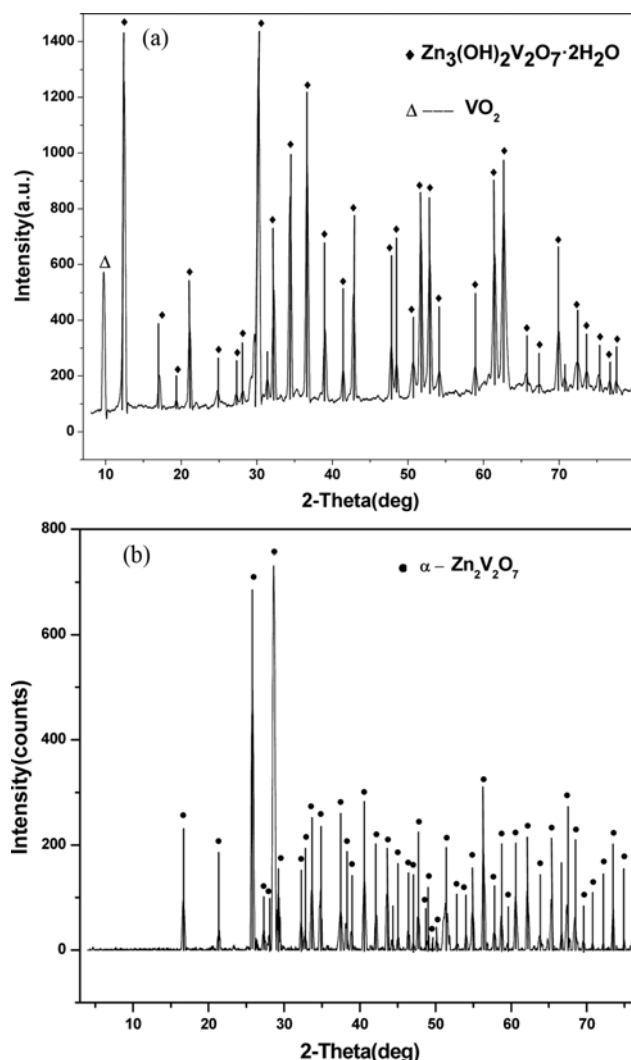 (a)
◆ Zn₃(OH)₂V₂O₇·2H₂O
Δ — VO₂
Δ
1400
1200
1000
800
600
400
200
0
Intensity(a.u.)
10 20 30 40 50 60 70
2-Theta(deg)
(b)
● α – Zn₂V₂O₇
800
600
400
200
0
Intensity(counts)
10 20 30 40 50 60 70
2-Theta(deg)